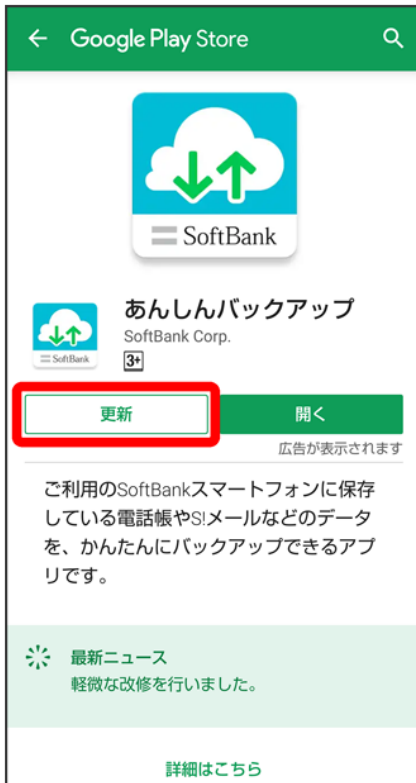 Google Play Store
SoftBank
あんしんバックアップ
SoftBank Corp.
SoftBank
3+
更新
開く
広告が表示されます
ご利用のSoftBankスマートフォンに保存
している電話帳やS!メールなどのデータ
を、かんたんにバックアップできるアプ
リです。
最新ニュース
軽微な改修を行いました。
詳細はこちら